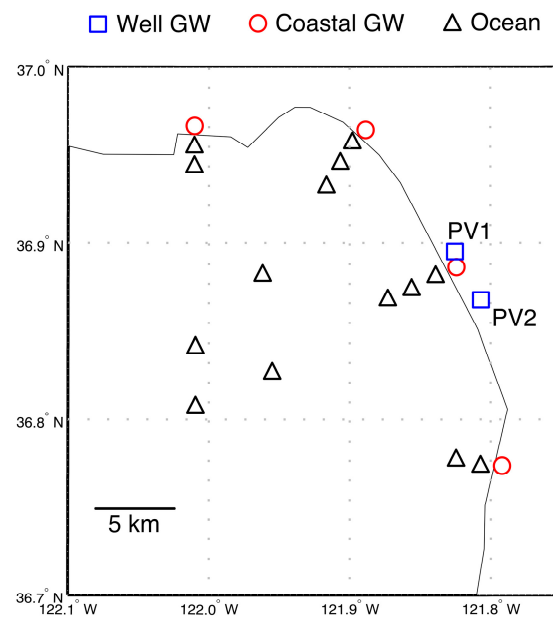 Well GW Coastal GW Ocean
37.0° N
PV1
36.9° N
PV2
36.8° N
5 km
36.7° N
122.1° W 122.0° W 121.9° W 121.8° W